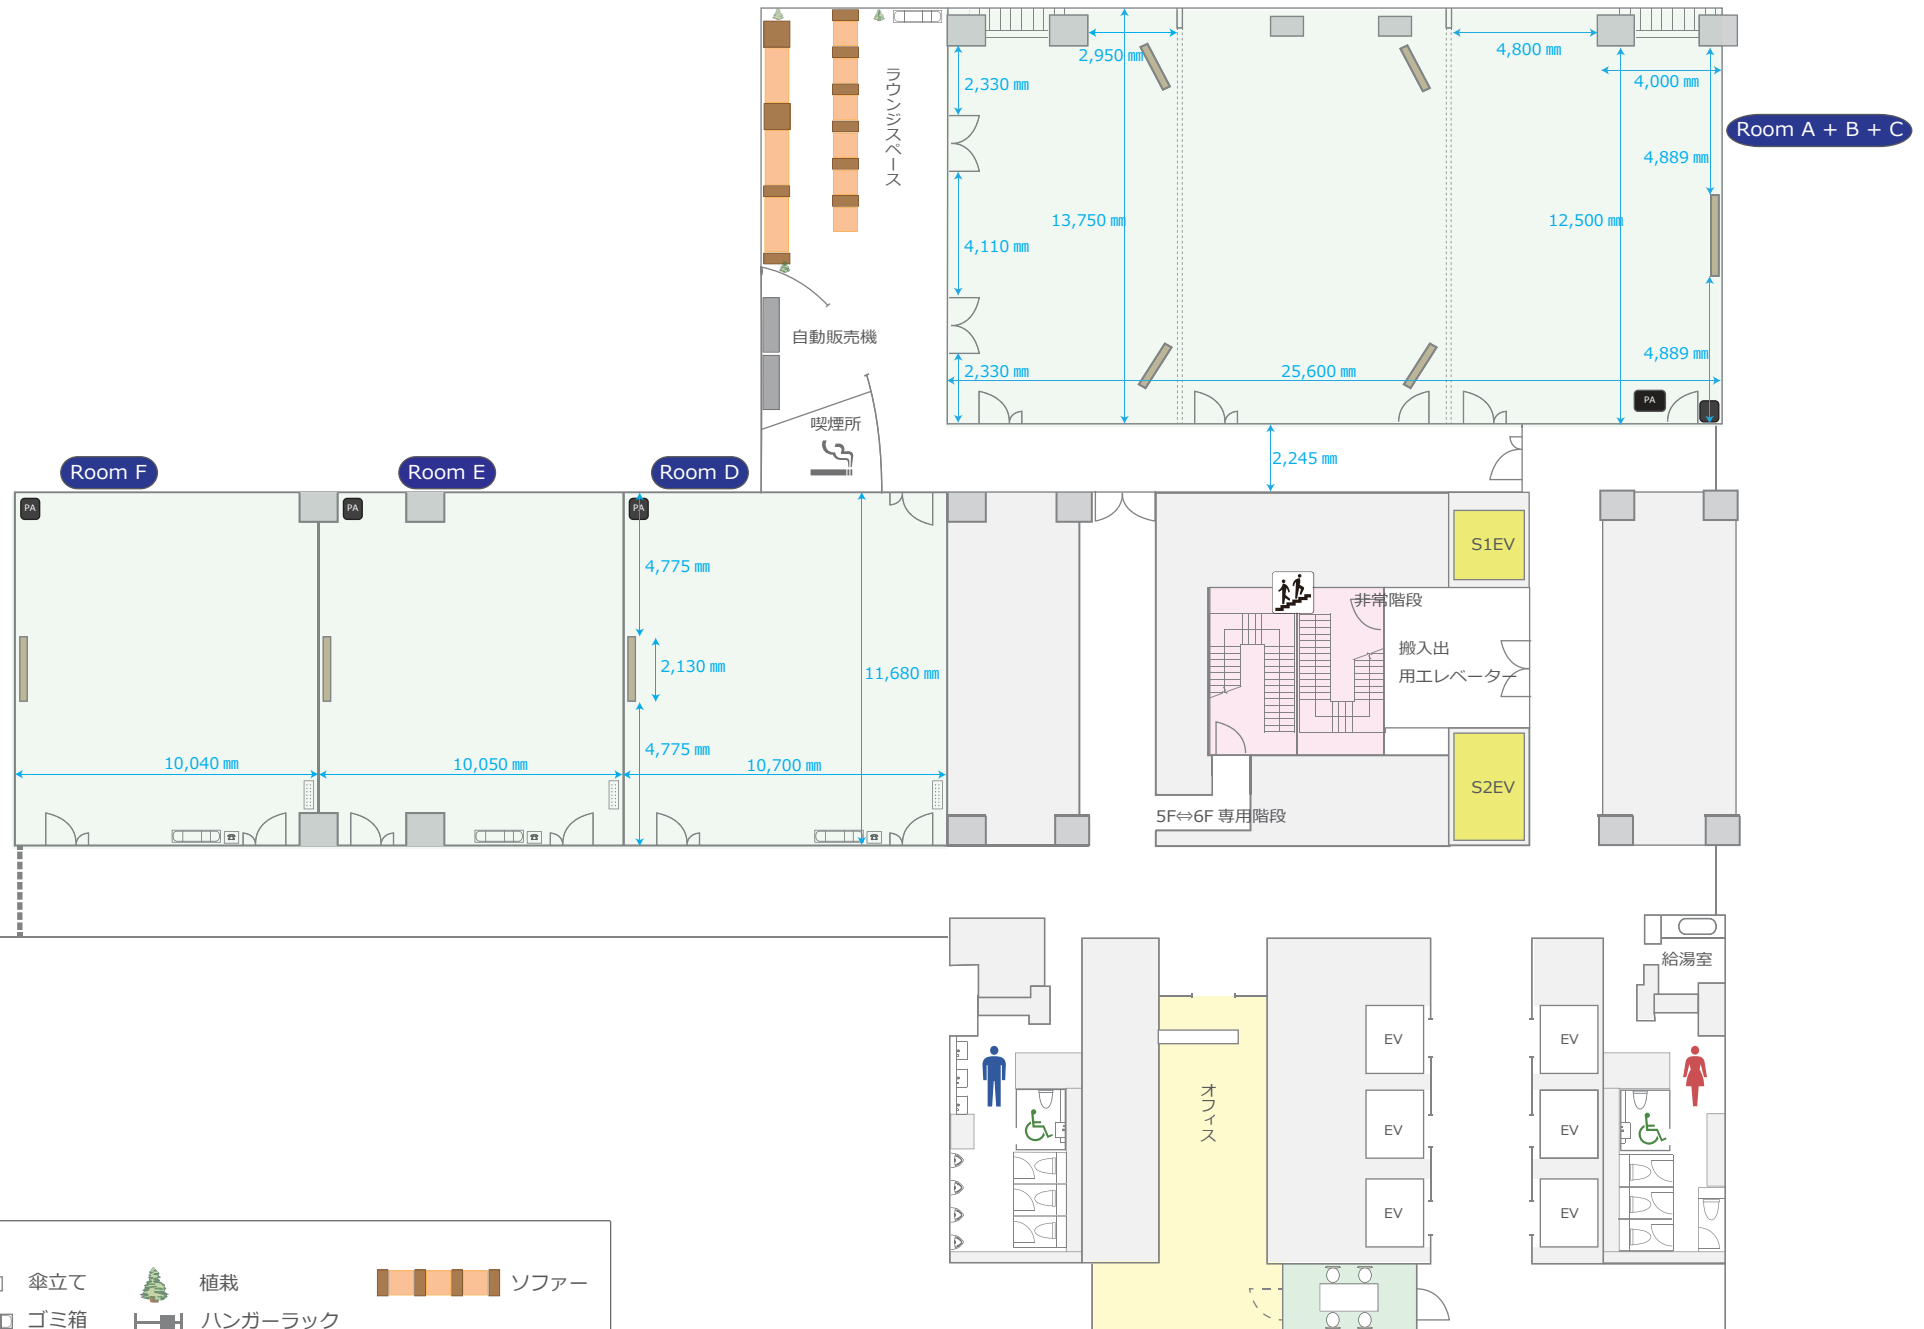 ラウンジスペース
2,950 ㎜
4,800 ㎜
4,000 ㎜
2,330 ㎜
Room A + B + C
4,889 ㎜
13,750 ㎜
12,500 ㎜
4,110 ㎜
自動販売機
4,889 ㎜
2,330 ㎜
25,600 ㎜
PA
喫煙所
2,245 ㎜
Room F
Room E
Room D
PA
PA
PA
S1EV
4,775 ㎜
非常階段
搬入出
用エレベーター
2,130 ㎜
11,680 ㎜
4,775 ㎜
10,040 ㎜
10,050 ㎜
10,700 ㎜
S2EV
5F⇔6F 専用階段
給湯室
EV
EV
オフィス
EV
EV
EV
EV
傘立て
植栽
ソファー
ゴミ箱
ハンガーラック